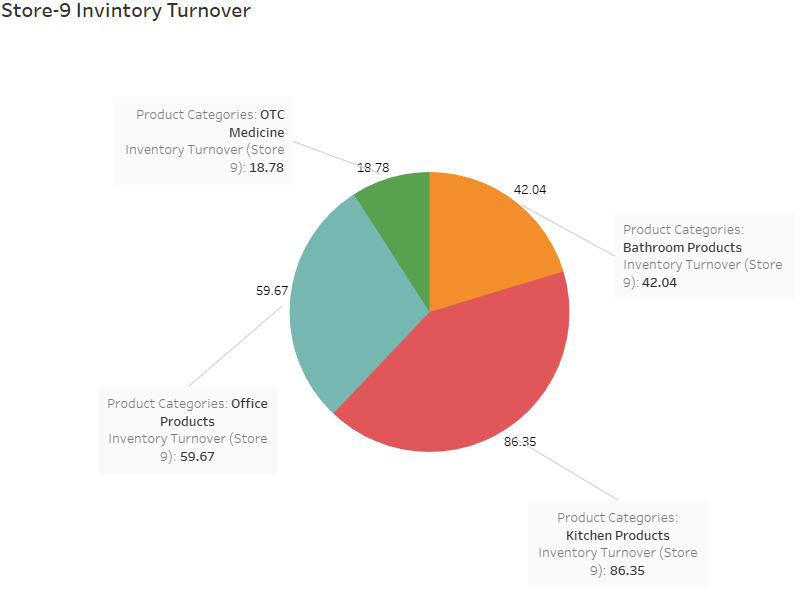 Store-9 Invintory Turnover
Product Categories: OTC
Medicine
Inventory Turnover (Store
9): 18.78
18.78
42.04
Product Categories:
Bathroom Products
Inventory Turnover (Store
9): 42.04
59.67
Product Categories: Office
Products
Inventory Turnover (Store
9): 59.67
86.35
Product Categories:
Kitchen Products
Inventory Turnover (Store
9): 86.35